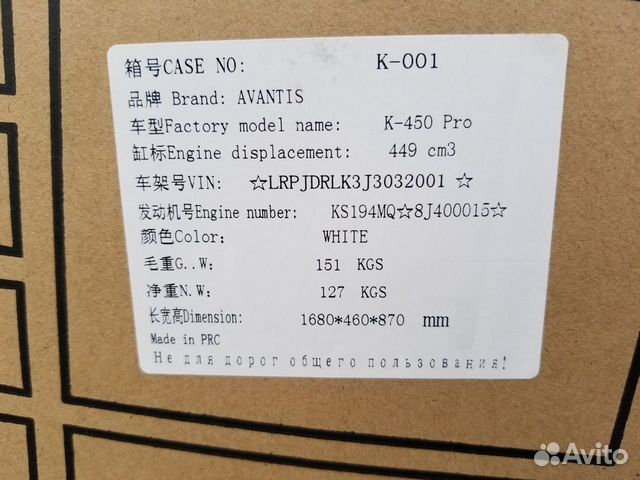 箱号CASE NO: K-001
品牌 Brand: AVANTIS
车型Factory model name: K-450 Pro
缸标Engine displacement: 449 cm3
车架号VIN: ☆LRPJDRLK3J3032001 ☆
发动机号Engine number: KS194MQ☆8J400015☆
颜色Color: WHITE
毛重G..W: 151 KGS
净重N.W: 127 KGS
长宽高Dimension: 1680*460*870 mm
Made in PRC
Не для дорог общего пользования!
Avito